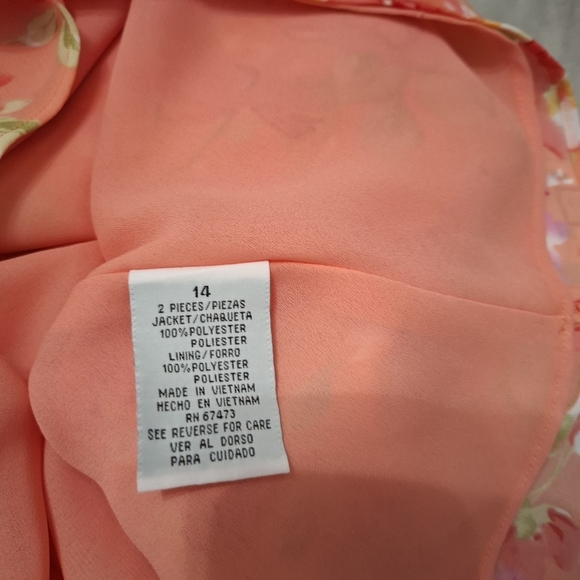 14
2 PIECES/PIEZAS
JACKET/CHAQUETA
100%POLYESTER
POLIESTER
LINING/FORRO
100%POLYESTER
POLIESTER
MADE IN VIETNAM
HECHO EN VIETNAM
RN 67473
SEE REVERSE FOR CARE
VER AL DORSO
PARA CUIDADO